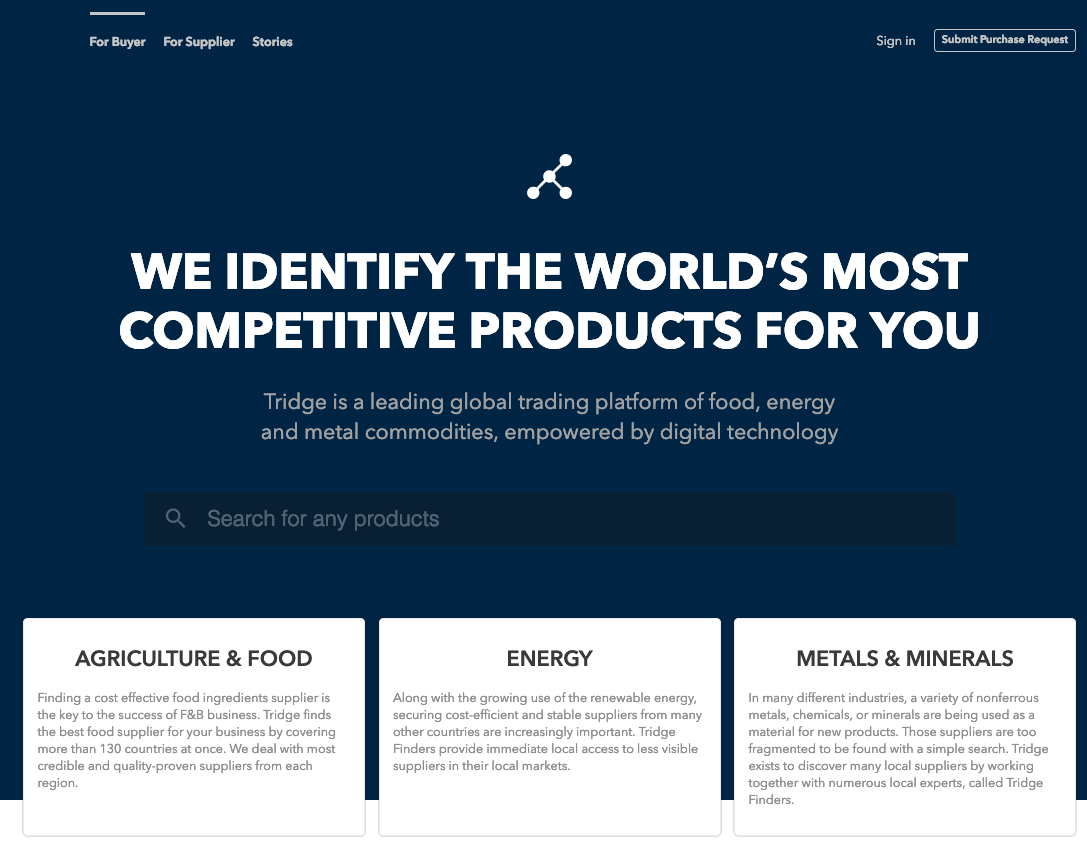 For Buyer For Supplier Stories Sign in Submit Purchase Request
WE IDENTIFY THE WORLD'S MOST
COMPETITIVE PRODUCTS FOR YOU
Tridge is a leading global trading platform of food, energy
and metal commodities, empowered by digital technology
Search for any products
AGRICULTURE & FOOD
Finding a cost effective food ingredients supplier is
the key to the success of F&B business. Tridge finds
the best food supplier for your business by covering
more than 130 countries at once. We deal with most
credible and quality-proven suppliers from each
region.
ENERGY
Along with the growing use of the renewable energy,
securing cost-efficient and stable suppliers from many
other countries are increasingly important. Tridge
Finders provide immediate local access to less visible
suppliers in their local markets.
METALS & MINERALS
In many different industries, a variety of nonferrous
metals, chemicals, or minerals are being used as a
material for new products. Those suppliers are too
fragmented to be found with a simple search. Tridge
exists to discover many local suppliers by working
together with numerous local experts, called Tridge
Finders.